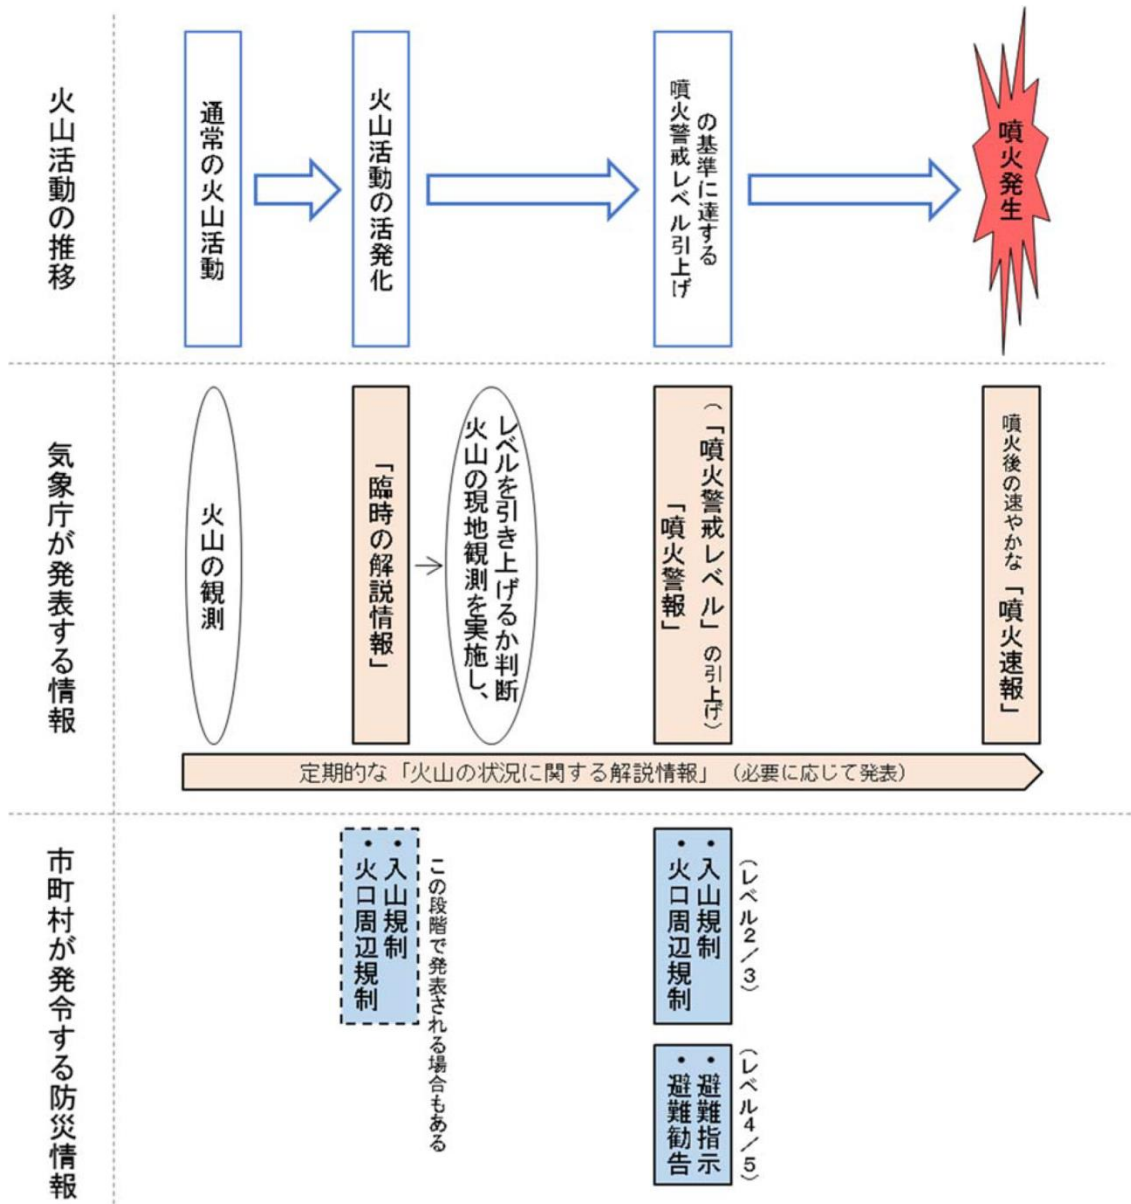 火山活動の推移
通常の火山活動
火山活動の活発化
噴火警戒レベル引上げ
の基準に達する
噴火発生
気象庁が発表する情報
火山の観測
「臨時の解説情報」
火山の現地観測を実施し、
レベルを引き上げるか判断
「噴火警報」
（「噴火警戒レベル」の引上げ）
噴火後の速やかな「噴火速報」
定期的な「火山の状況に関する解説情報」（必要に応じて発表）
市町村が発令する防災情報
・入山規制
・火口周辺規制
この段階で発表される場合もある
（レベル２／３）
・入山規制
・火口周辺規制
（レベル４／５）
・避難指示
・避難勧告